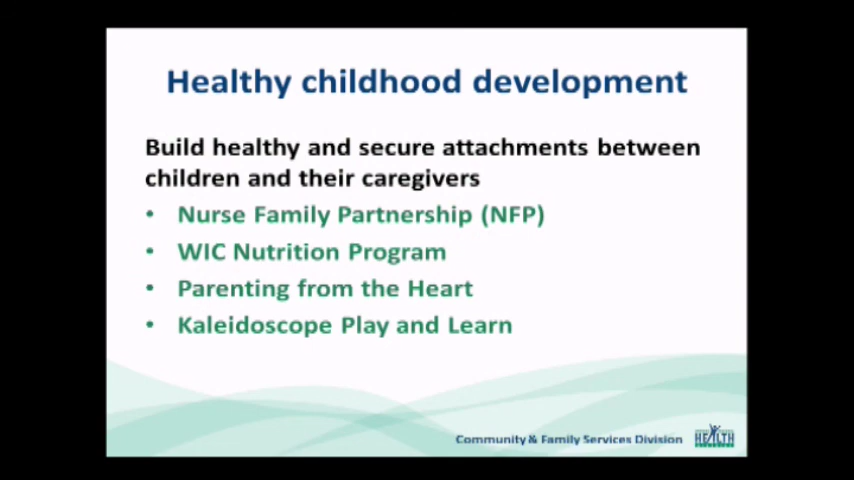 Healthy childhood development
Build healthy and secure attachments between
children and their caregivers
• Nurse Family Partnership (NFP)
• WIC Nutrition Program
• Parenting from the Heart
• Kaleidoscope Play and Learn
Community & Family Services Division
HEALTH